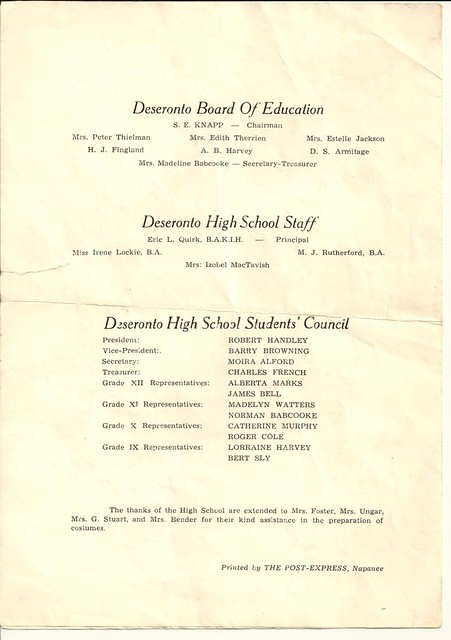 Deseronto Board Of Education
S. E. KNAPP — Chairman
Mrs. Peter Thielman Mrs. Edith Therrien Mrs. Estelle Jackson
H. J. Fingland A. B. Harvey D. S. Armitage
Mrs. Madeline Babcooke — Secretary-Treasurer
Deseronto High School Staff
Eric L. Quirk, B.A.K.I.H. — Principal
Miss Irene Lockie, B.A. M. J. Rutherford, B.A.
Mrs: Izobel MacTavish
Deseronto High School Students' Council
President: ROBERT HANDLEY
Vice-President: BARRY BROWNING
Secretary: MOIRA ALFORD
Treasurer: CHARLES FRENCH
Grade XII Representatives: ALBERTA MARKS
JAMES BELL
Grade XI Representatives: MADELYN WATTERS
NORMAN BABCOOKE
Grade X Representatives: CATHERINE MURPHY
ROGER COLE
Grade IX Representatives: LORRAINE HARVEY
BERT SLY
The thanks of the High School are extended to Mrs. Foster, Mrs. Ungar,
Mrs. G. Stuart, and Mrs. Bender for their kind assistance in the preparation of
costumes.
Printed by THE POST-EXPRESS, Napanee